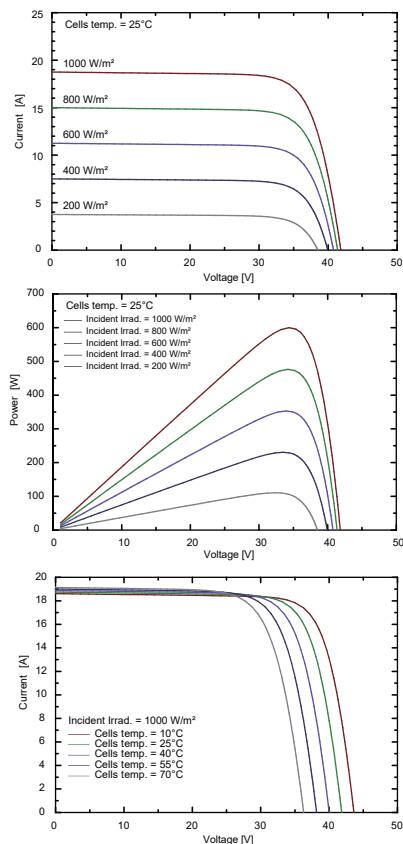 Cells temp. = 25°C
25
20
15
10
5
0
1000 W/m²
800 W/m²
600 W/m²
400 W/m²
200 W/m²
Current [A]
0 10 20 30 40 50
Voltage [V]
700
600
500
400
300
200
100
0
Cells temp. = 25°C
Incident Irrad. = 1000 W/m²
Incident Irrad. = 800 W/m²
Incident Irrad. = 600 W/m²
Incident Irrad. = 400 W/m²
Incident Irrad. = 200 W/m²
Power [W]
0 10 20 30 40 50
Voltage [V]
20
18
16
14
12
10
8
6
4
2
0
Current [A]
Incident Irrad. = 1000 W/m²
Cells temp. = 10°C
Cells temp. = 25°C
Cells temp. = 40°C
Cells temp. = 55°C
Cells temp. = 70°C
0 10 20 30 40 50
Voltage [V]